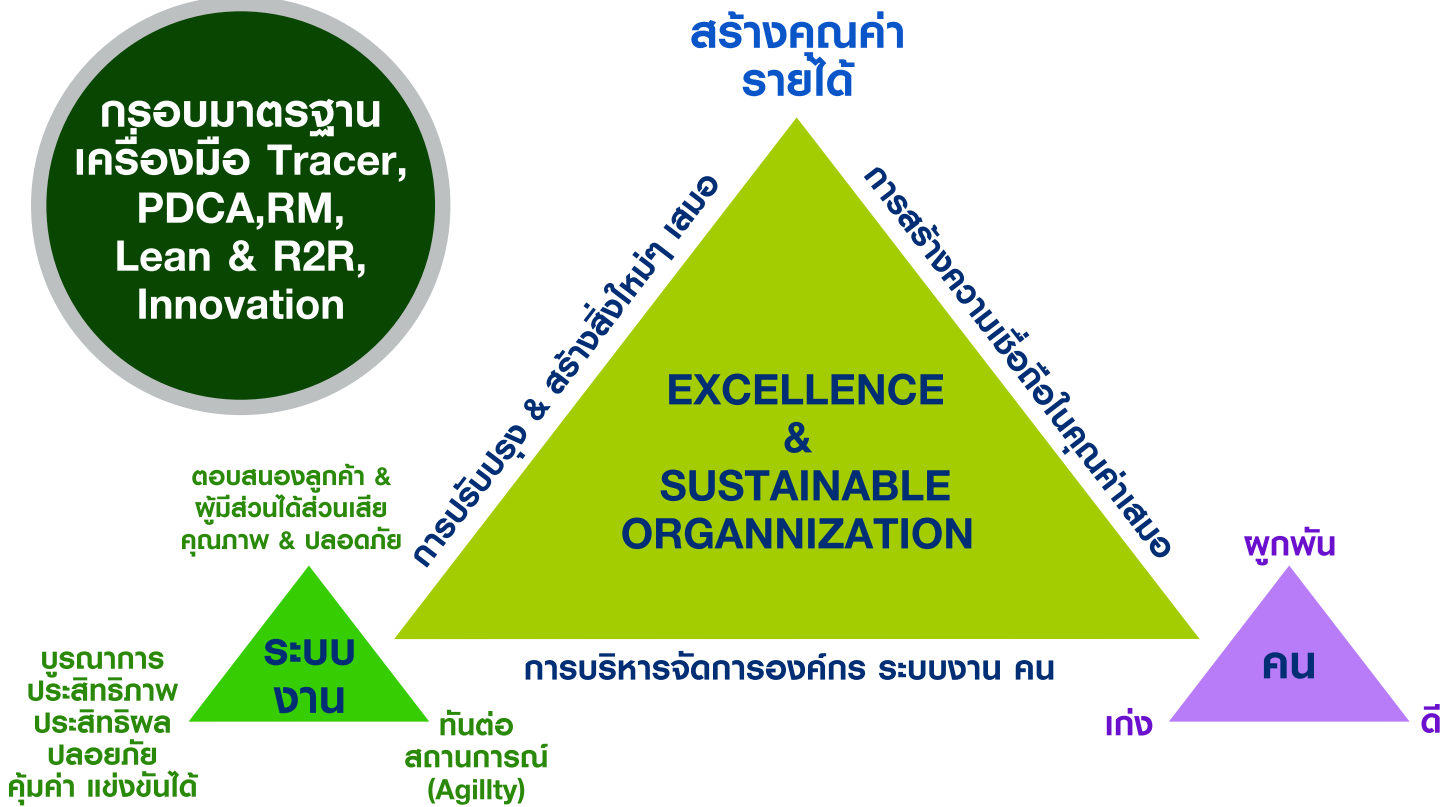 สร้างคุณค่า
รายได้
กรอบมาตรฐาน
เครื่องมือ Tracer,
PDCA,RM,
Lean & R2R,
Innovation
การปรับปรุง & สร้างสิ่งใหม่ๆ เสมอ
การสร้างความเชื่อถือในคุณค่าเสมอ
EXCELLENCE
&
SUSTAINABLE
ORGANNIZATION
การบริหารจัดการองค์กร ระบบงาน คน
ตอบสนองลูกค้า &
ผู้มีส่วนได้ส่วนเสีย
คุณภาพ & ปลอดภัย
ระบบ
งาน
บูรณาการ
ประสิทธิภาพ
ประสิทธิผล
ปลอยภัย
คุ้มค่า แข่งขันได้
ทันต่อ
สถานการณ์
(Agillty)
ผูกพัน
คน
เก่ง
ดี